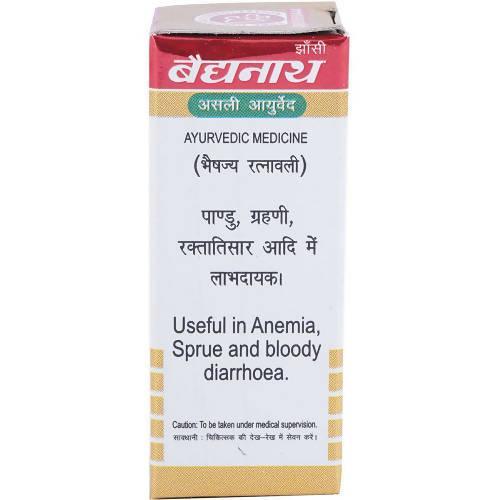 झाँसी
बैद्यनाथ
असली आयुर्वेद
AYURVEDIC MEDICINE
(भैषज्य रत्नावली)
पाण्डु, ग्रहणी,
रक्तातिसार आदि में
लाभदायक।
Useful in Anemia,
Sprue and bloody
diarrhoea.
Caution: To be taken under medical supervision.
सावधानी : चिकित्सक की देख-रेख में सेवन करें।